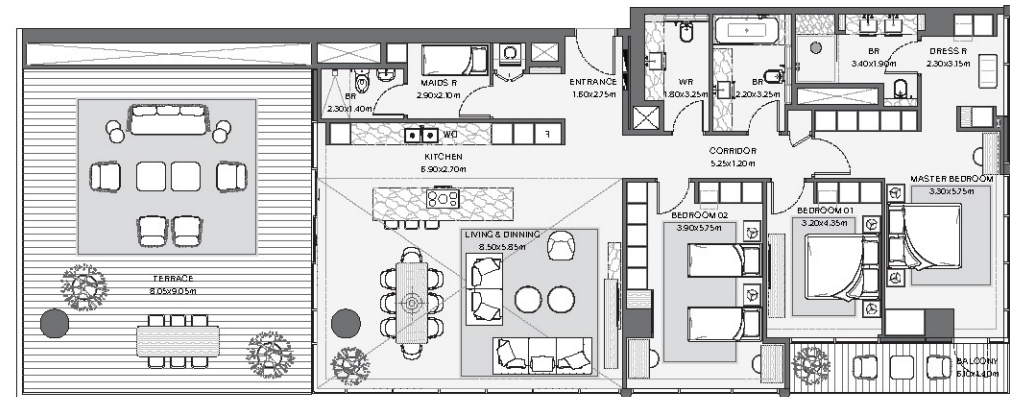 BR
2.30x1.40m
MAIDS R
2.90x2.10m
ENTRANCE
1.60x2.75m
WR
1.80x3.25m
BR
2.20x3.25m
BR
3.40x1.90m
DRESS R
2.30x3.15m
WD
F
KITCHEN
5.90x2.70m
CORRIDOR
5.25x1.20m
MASTER BEDROOM
3.30x5.75m
LIVING & DINNING
8.50x5.85m
BEDROOM 02
3.90x5.75m
BEDROOM 01
3.20x4.35m
TERRACE
8.05x9.05m
BALCONY
6.10x1.40m